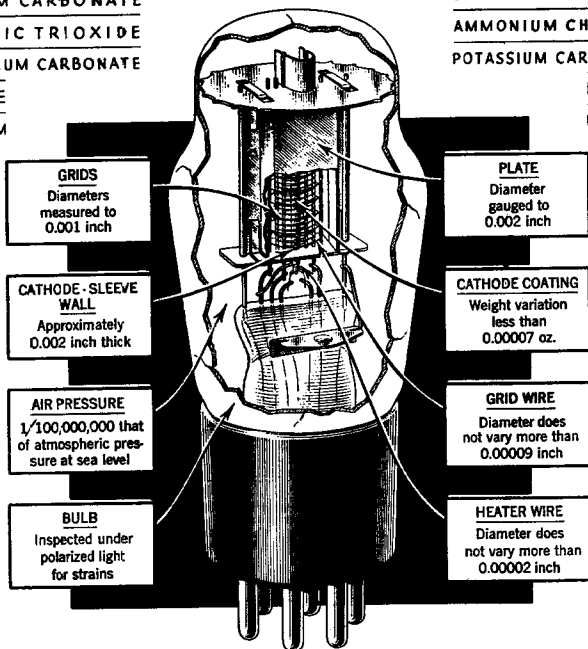 CARBONATE
IC TRIOXIDE
UM CARBONATE
AMMONIUM CH
POTASSIUM CAR
GRIDS
Diameters
measured to
0.001 inch
CATHODE-SLEEVE
WALL
Approximately
0.002 inch thick
AIR PRESSURE
1/100,000,000 that
of atmospheric pres-
sure at sea level
BULB
Inspected under
polarized light
for strains
PLATE
Diameter
gauged to
0.002 inch
CATHODE COATING
Weight variation
less than
0.00007 oz.
GRID WIRE
Diameter does
not vary more than
0.00009 inch
HEATER WIRE
Diameter does
not vary more than
0.00002 inch